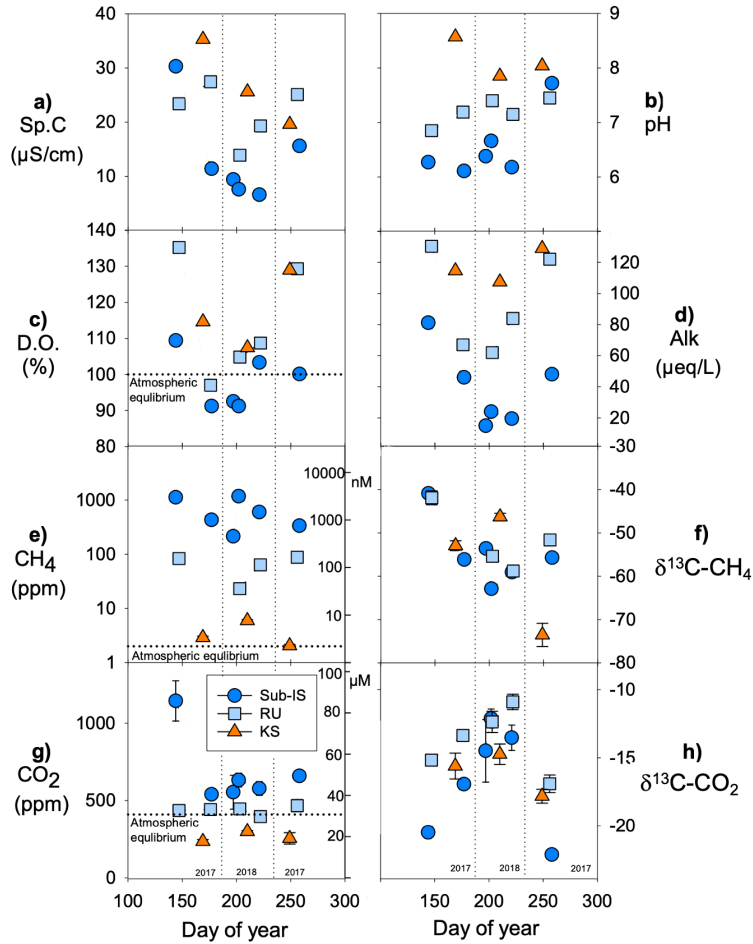 a)
Sp.C
(µS/cm)
40
30
20
10
9
8
7
6
b)
pH
c)
D.O.
(%)
140
130
120
110
100
90
80
Atmospheric
equlibrium
120
100
80
60
40
20
d)
Alk
(µeq/L)
e)
CH4
(ppm)
1000
100
10
1
10000
nM
1000
100
10
Atmospheric equlibrium
-30
-40
-50
-60
-70
-80
f)
δ13C-CH4
g)
CO2
(ppm)
1000
500
0
µM
100
80
60
40
20
Sub-IS
RU
KS
Atmospheric
equlibrium
2017
2018
2017
-10
-15
-20
h)
δ13C-CO2
2017
2018
2017
100
150
200
250
300
100
150
200
250
300
Day of year
Day of year